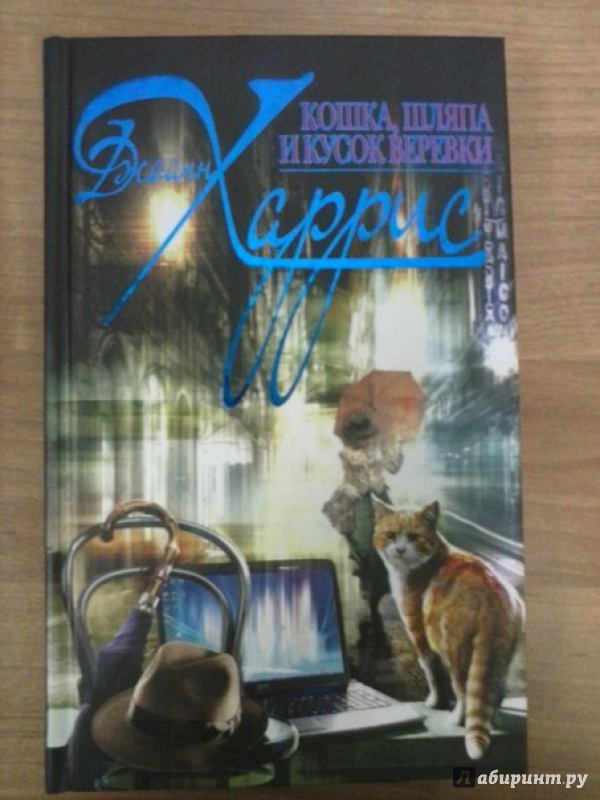 КОШКА, ШЛЯПА
И КУСОК ВЕРЕВКИ
Джоанн
Харрис
Лабиринт.ру